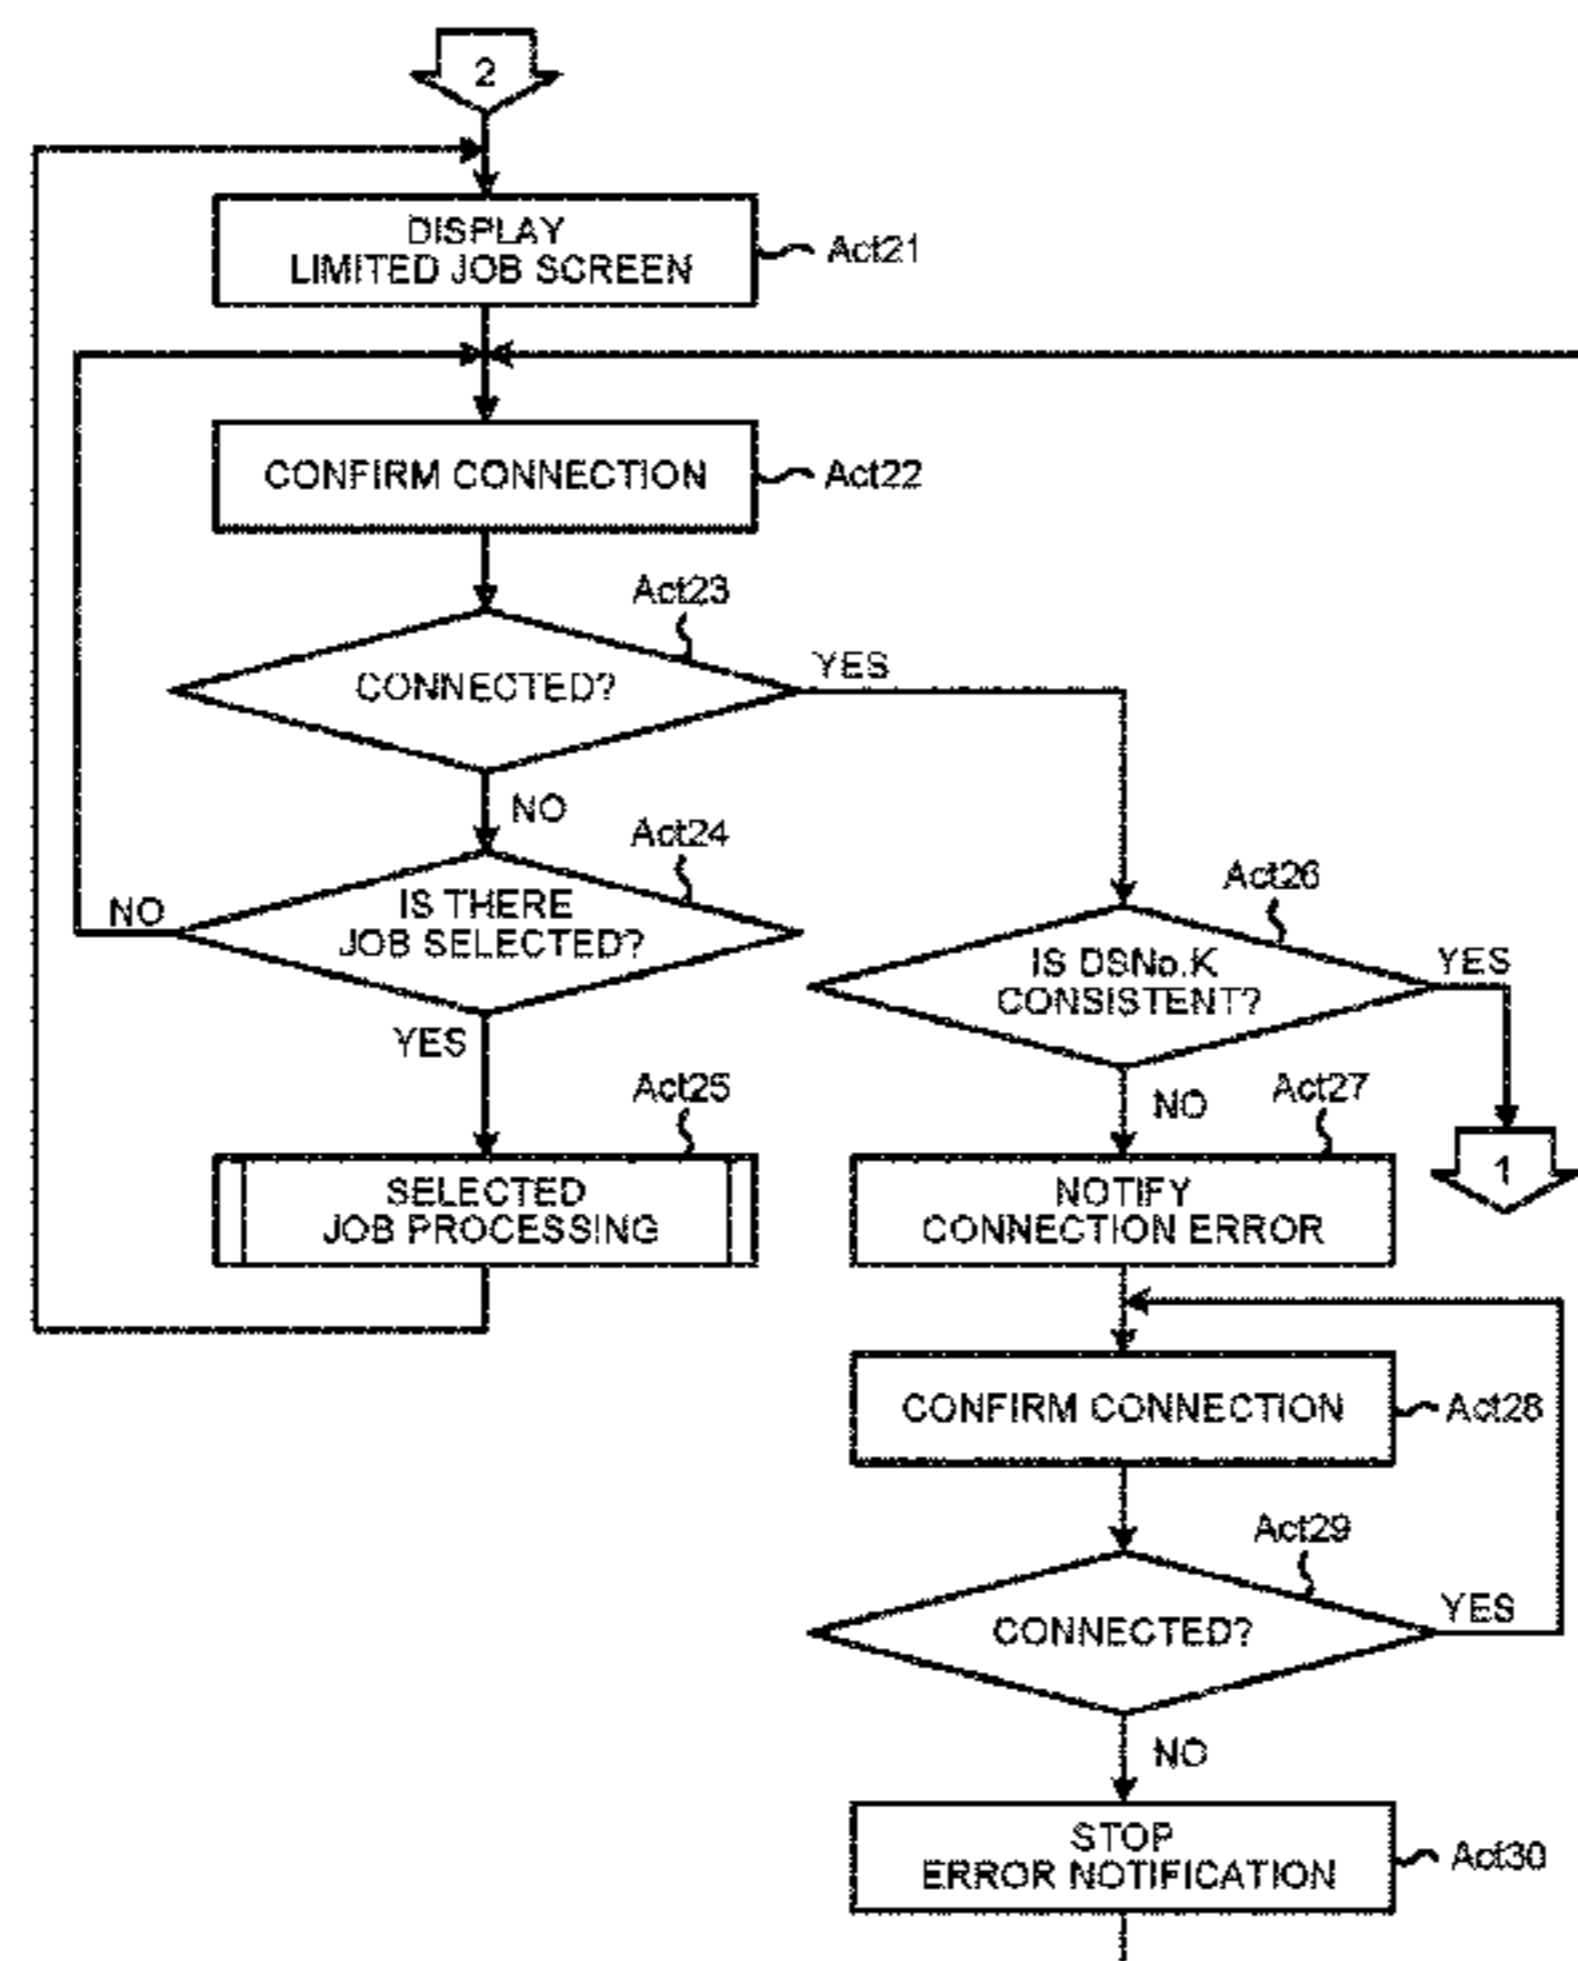 2
DISPLAY
LIMITED JOB SCREEN
Act21
CONFIRM CONNECTION
Act22
Act23
CONNECTED?
YES
NO
Act24
IS THERE
JOB SELECTED?
NO
YES
Act25
SELECTED
JOB PROCESSING
Act26
IS DSNo.K
CONSISTENT?
YES
1
NO
Act27
NOTIFY
CONNECTION ERROR
CONFIRM CONNECTION
Act28
Act29
CONNECTED?
YES
NO
STOP
ERROR NOTIFICATION
Act30